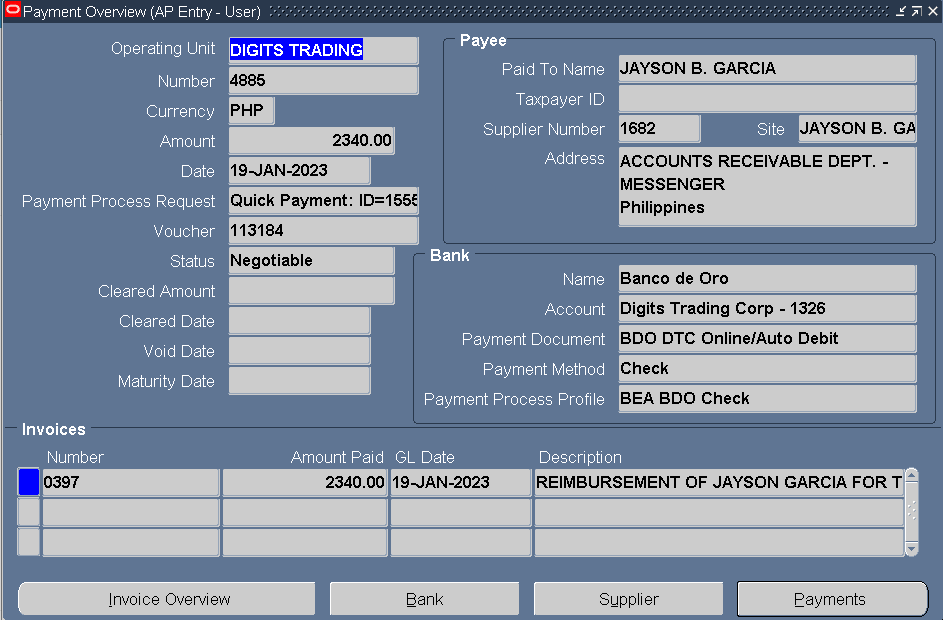 Payment Overview (AP Entry - User)
Operating Unit DIGITS TRADING
Number 4885
Currency PHP
Amount 2340.00
Date 19-JAN-2023
Payment Process Request Quick Payment: ID=1555
Voucher 113184
Status Negotiable
Cleared Amount
Cleared Date
Void Date
Maturity Date
Payee
Paid To Name JAYSON B. GARCIA
Taxpayer ID
Supplier Number 1682 Site JAYSON B. GA
Address ACCOUNTS RECEIVABLE DEPT. -
MESSENGER
Philippines
Bank
Name Banco de Oro
Account Digits Trading Corp - 1326
Payment Document BDO DTC Online/Auto Debit
Payment Method Check
Payment Process Profile BEA BDO Check
Invoices
Number Amount Paid GL Date Description
0397 2340.00 19-JAN-2023 REIMBURSEMENT OF JAYSON GARCIA FOR T
Invoice Overview Bank Supplier Payments